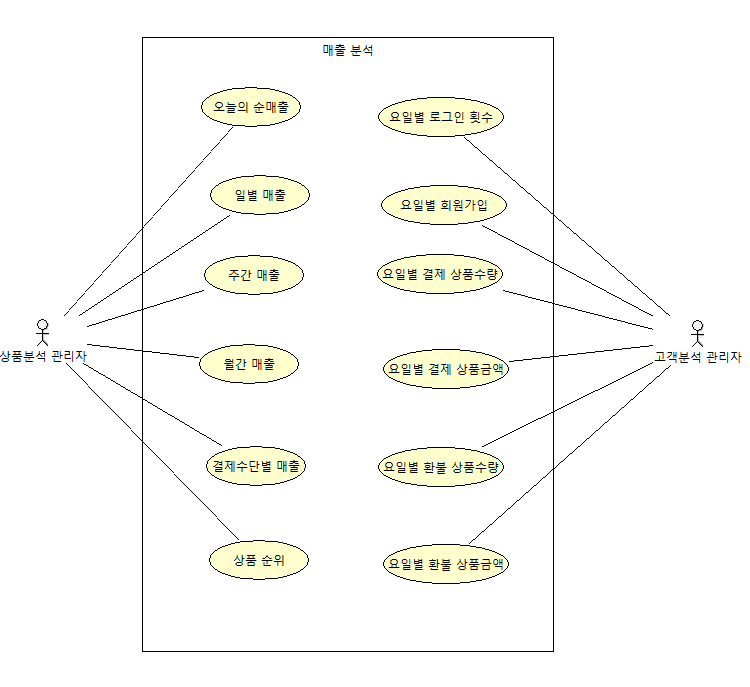 매출 분석
오늘의 순매출
요일별 로그인 횟수
일별 매출
요일별 회원가입
주간 매출
요일별 결제 상품수량
상품분석 관리자
고객분석 관리자
월간 매출
요일별 결제 상품금액
결제수단별 매출
요일별 환불 상품수량
상품 순위
요일별 환불 상품금액